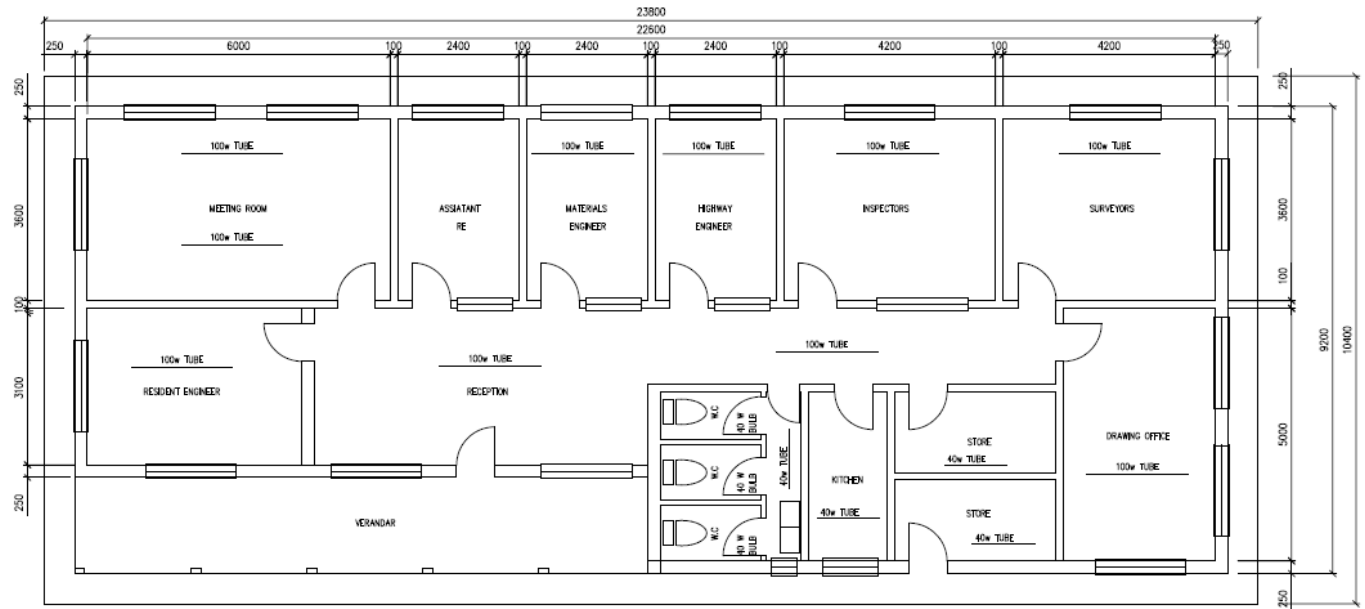 23800
22600
250 6000 100 2400 100 2400 100 2400 100 4200 100 4200 250
250
250
100w TUBE
100w TUBE
100w TUBE
100w TUBE
100w TUBE
3600
MEETING ROOM
ASSIATANT
RE
MATERIALS
ENGINEER
HIGHWAY
ENGINEER
INSPECTORS
SURVEYORS
3600
100w TUBE
100
100
9200
10400
100w TUBE
100w TUBE
100w TUBE
3100
RESIDENT ENGINEER
RECEPTION
W.C
40 W
BULB
STORE
40w TUBE
DRAWING OFFICE
100w TUBE
5000
W.C
40 W
BULB
40w TUBE
KITCHEN
40w TUBE
250
VERANDAR
W.C
40 W
BULB
STORE
40w TUBE
250